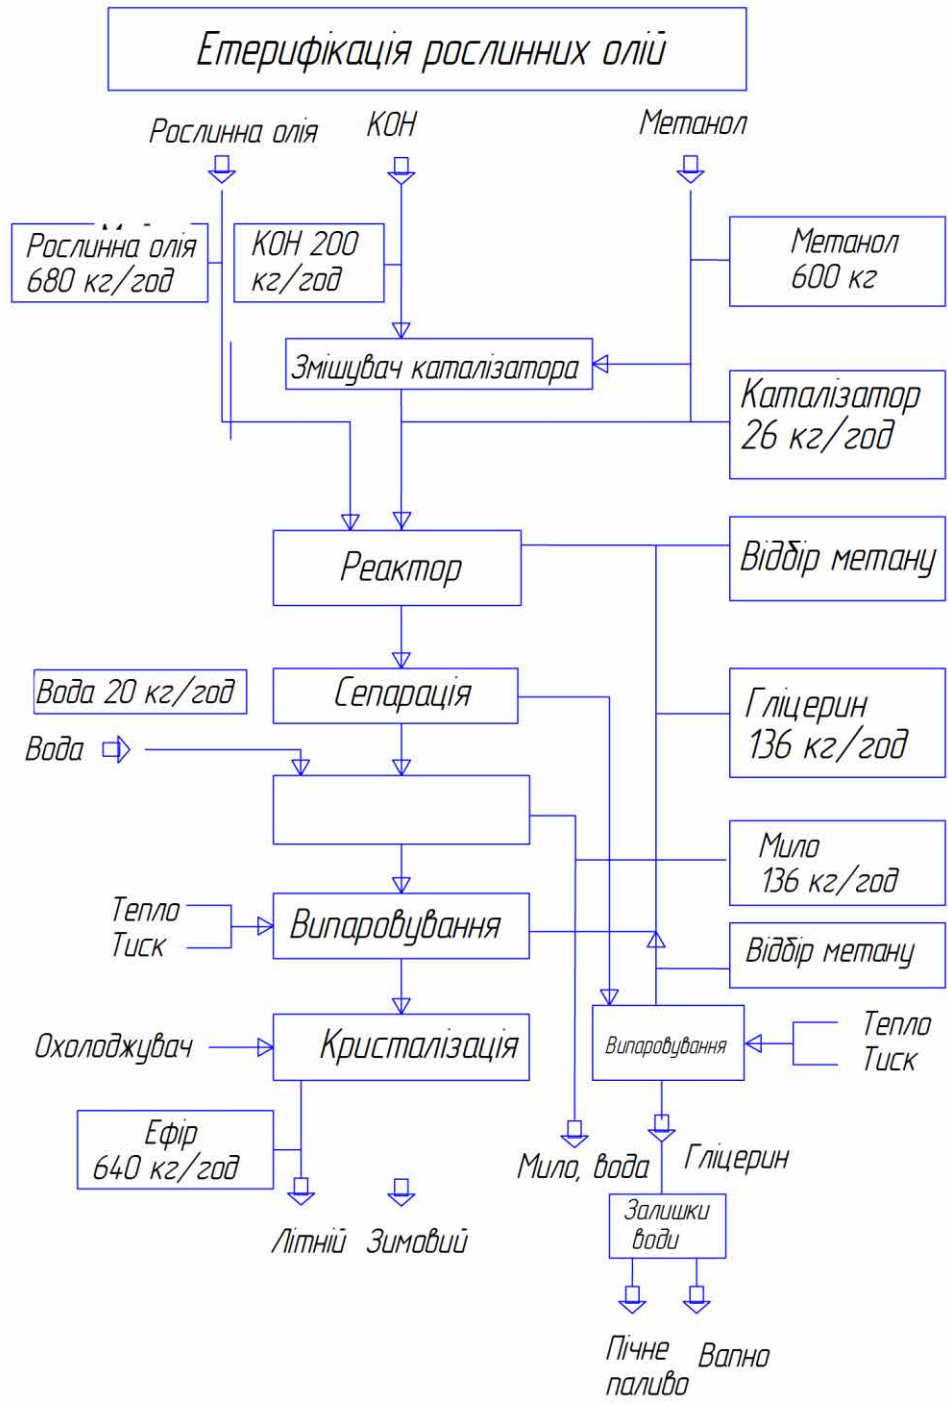 Етерифікація рослинних олій
Рослинна олія
КОН
Метанол
Рослинна олія
680 кг/год
КОН 200
кг/год
Метанол
600 кг
Змішувач каталізатора
Каталізатор
26 кг/год
Реактор
Відбір метану
Вода 20 кг/год
Сепарація
Гліцерин
136 кг/год
Вода
Мило
136 кг/год
Тепло
Тиск
Випаровування
Відбір метану
Охолоджувач
Кристалізація
Випаровування
Тепло
Тиск
Ефір
640 кг/год
Мило, вода
Гліцерин
Літній
Зимовий
Залишки
води
Пічне
паливо
Вапно